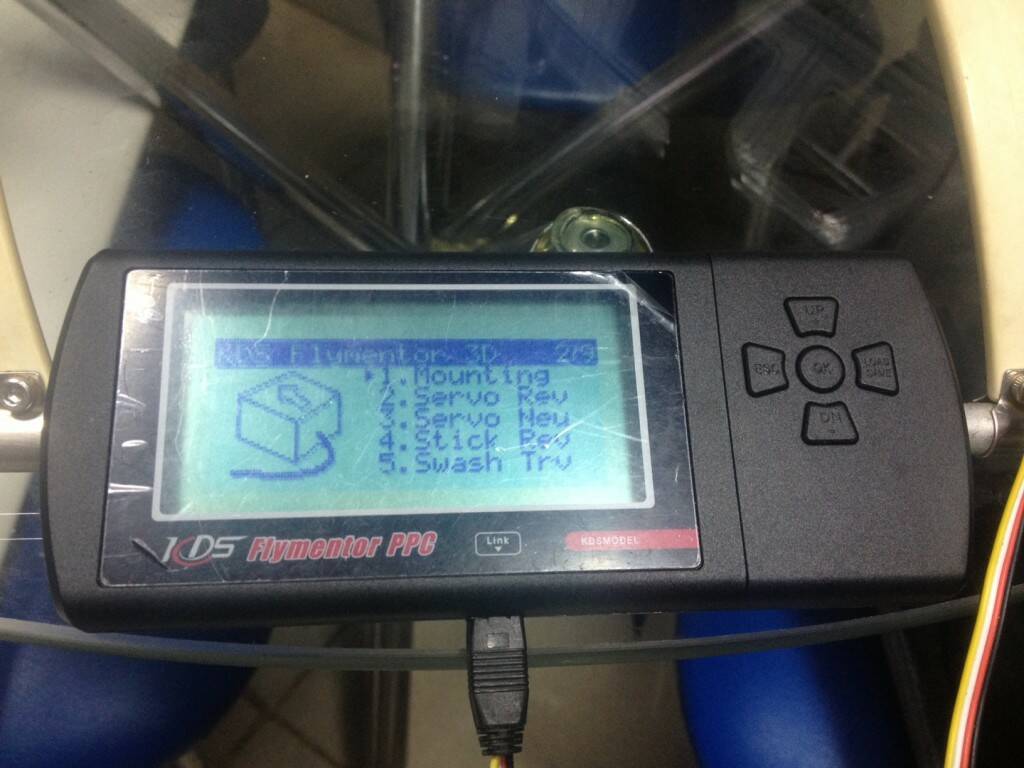 KDS Flymentor 3D 2/9
1.Mounting
2.Servo Rev
3.Servo Neu
4.Stick Rev
5.Swash Trv
KDS Flymentor PPC
Link
KDSMODEL
UP
ESC
OK
LOAD
SAVE
DN